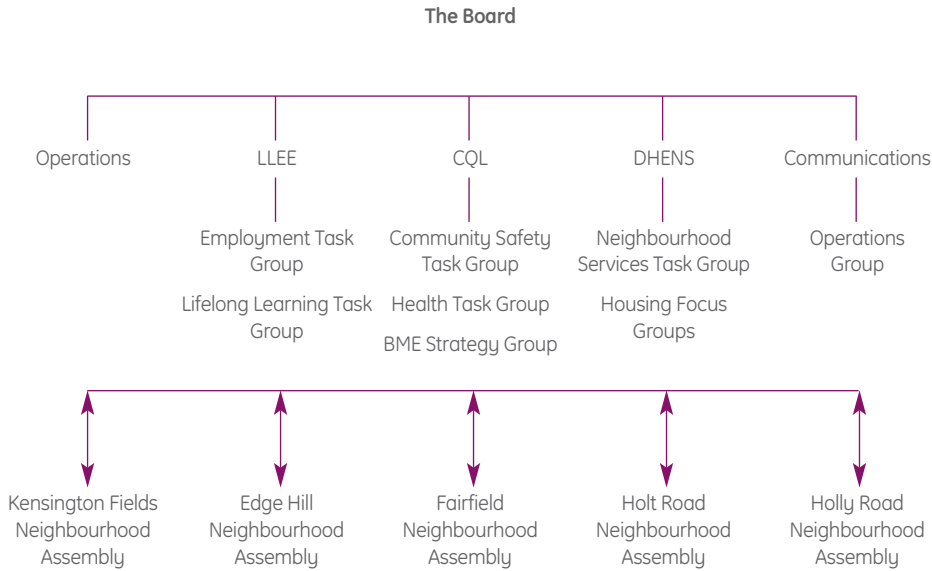 The Board
Operations
LLEE
CQL
DHENS
Communications
Employment Task
Group
Lifelong Learning Task
Group
Community Safety
Task Group
Health Task Group
BME Strategy Group
Neighbourhood
Services Task Group
Housing Focus
Groups
Operations
Group
Kensington Fields
Neighbourhood
Assembly
Edge Hill
Neighbourhood
Assembly
Fairfield
Neighbourhood
Assembly
Holt Road
Neighbourhood
Assembly
Holly Road
Neighbourhood
Assembly